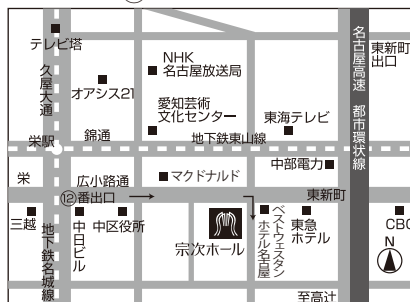 テレビ塔
久屋大通
オアシス21
NHK
名古屋放送局
愛知芸術
文化センター
名古屋高速 都市環状線
東新町
出口
東海テレビ
栄駅
錦通
地下鉄東山線
中部電力
栄
広小路通
マクドナルド
東新町
⑫番出口
三越
地下鉄名城線
中日ビル
中区役所
宗次ホール
ベストウェスタン
ホテル名古屋
東急
ホテル
CBC
N
至高辻